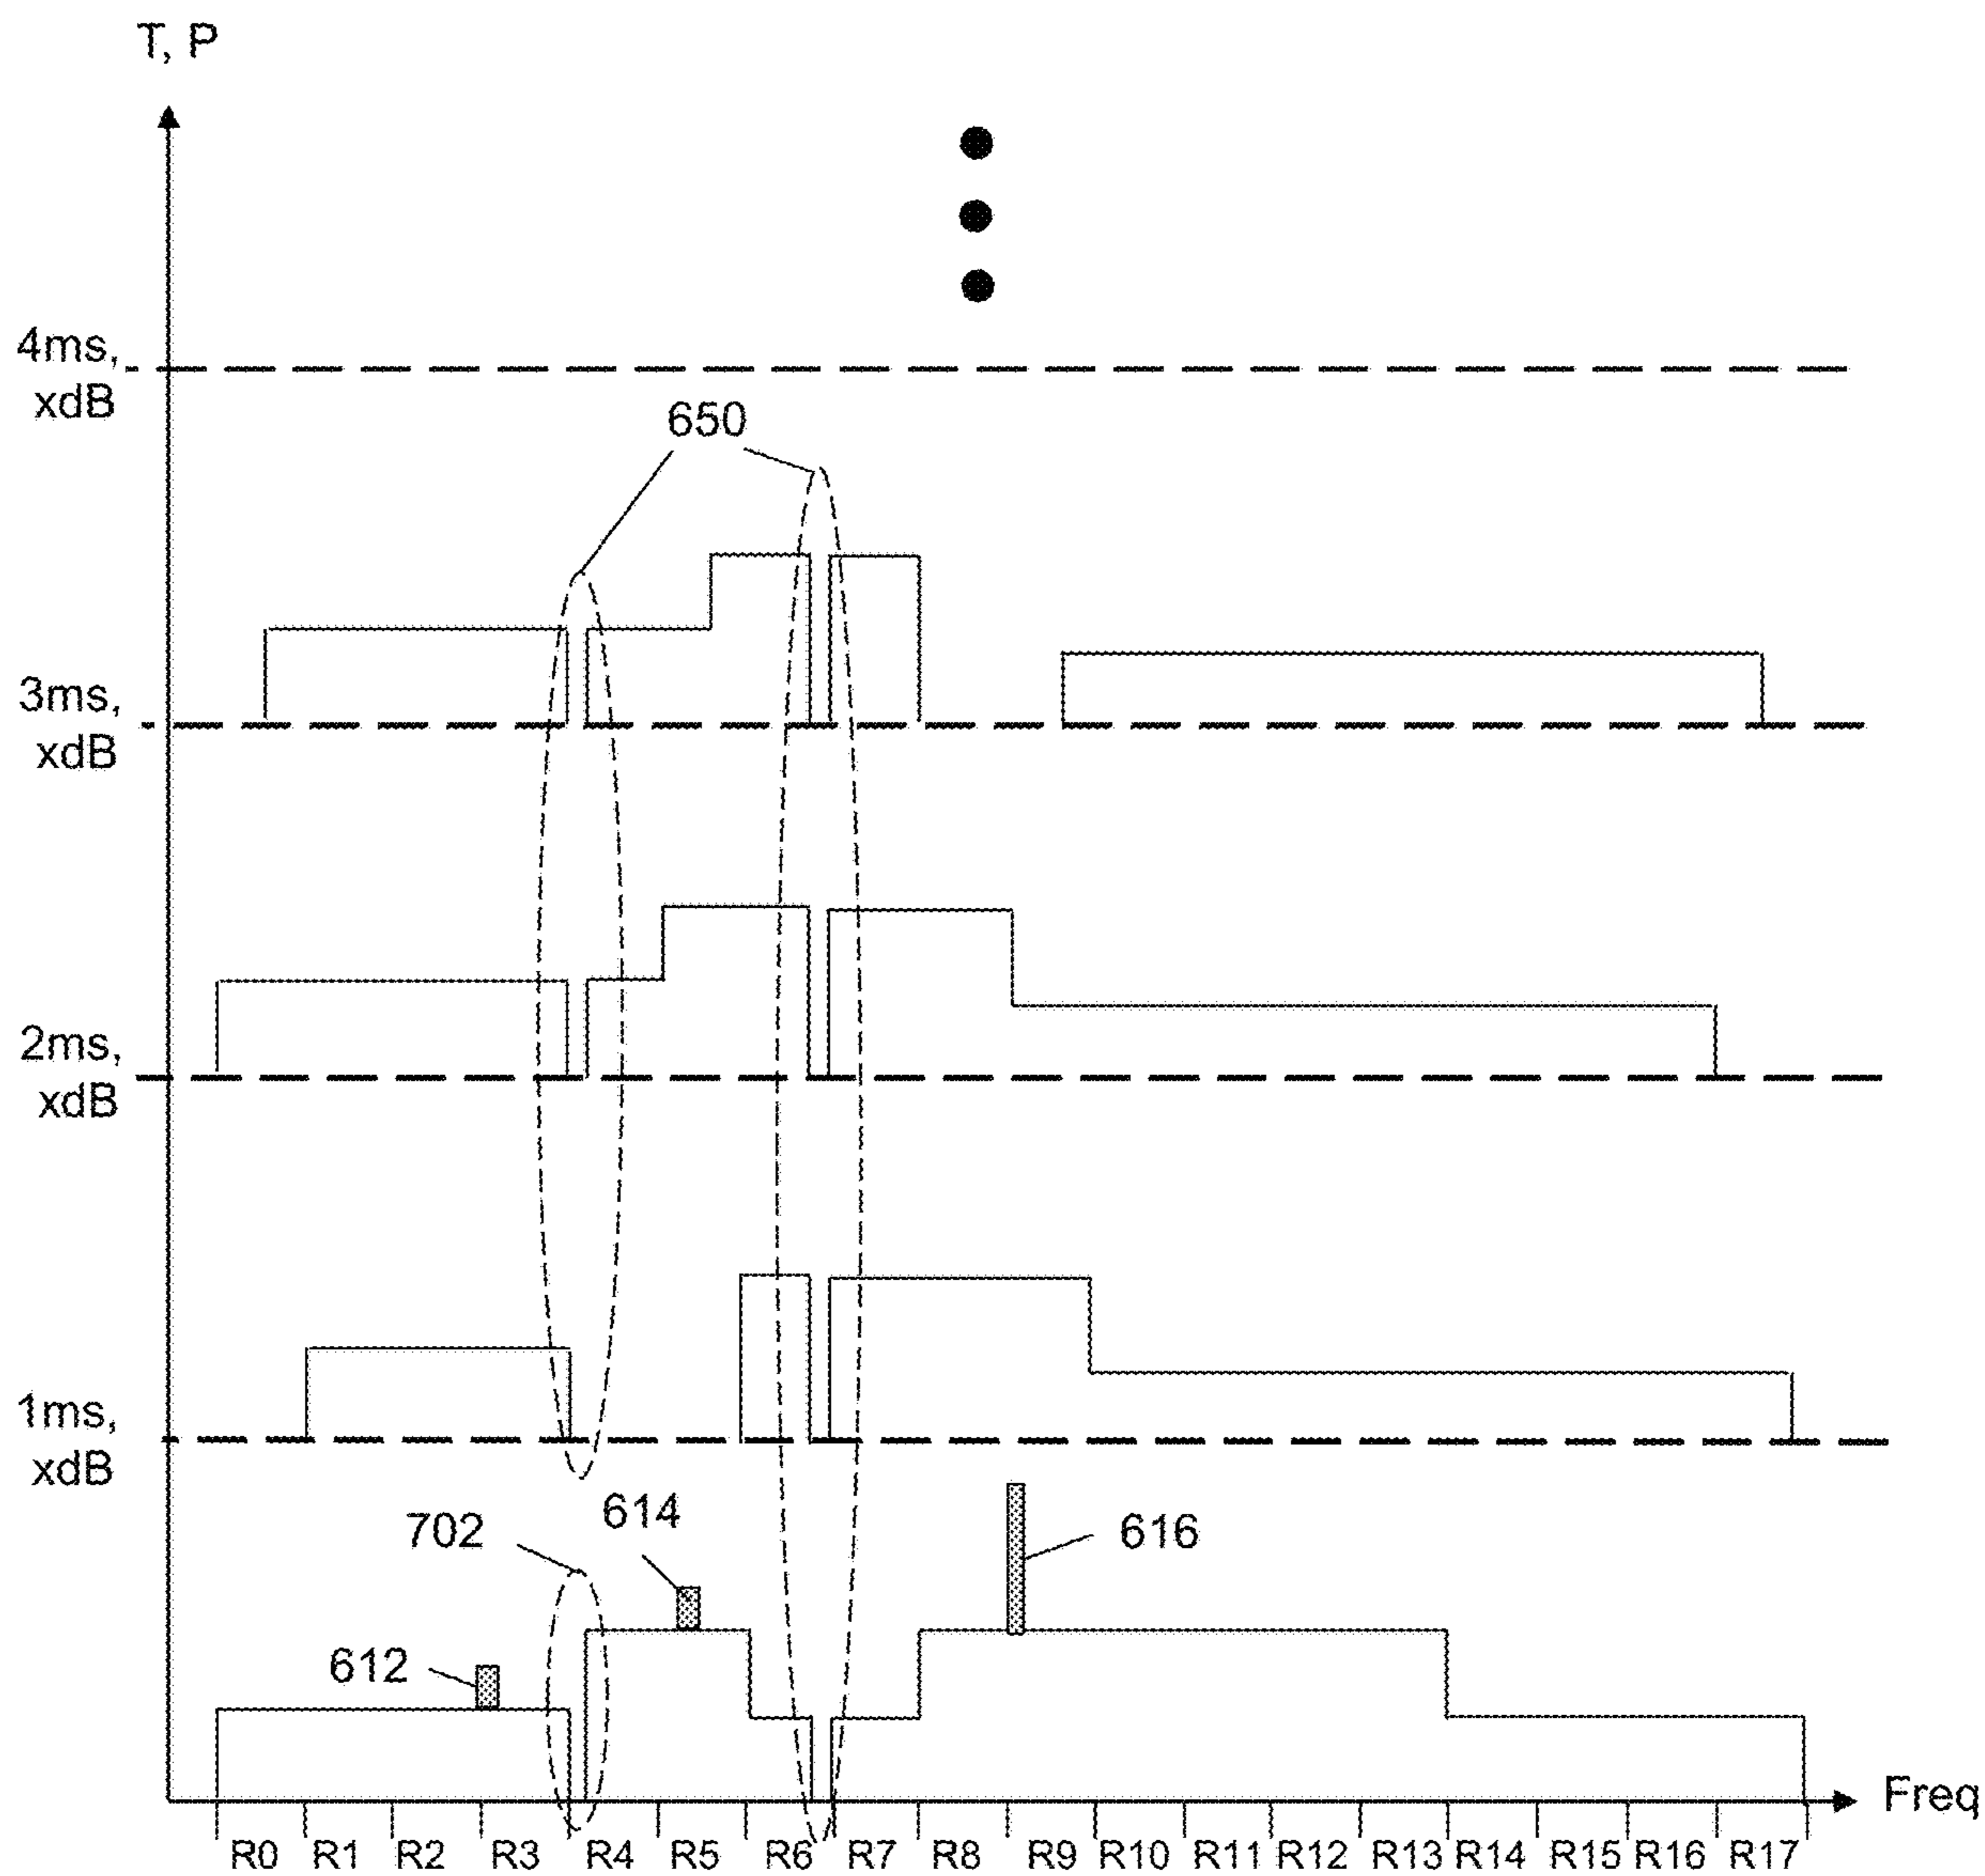 T, P
4ms,
xdB
650
3ms,
xdB
2ms,
xdB
1ms,
xdB
702
614
616
612
Freq
R0 R1 R2 R3 R4 R5 R6 R7 R8 R9 R10 R11 R12 R13 R14 R15 R16 R17